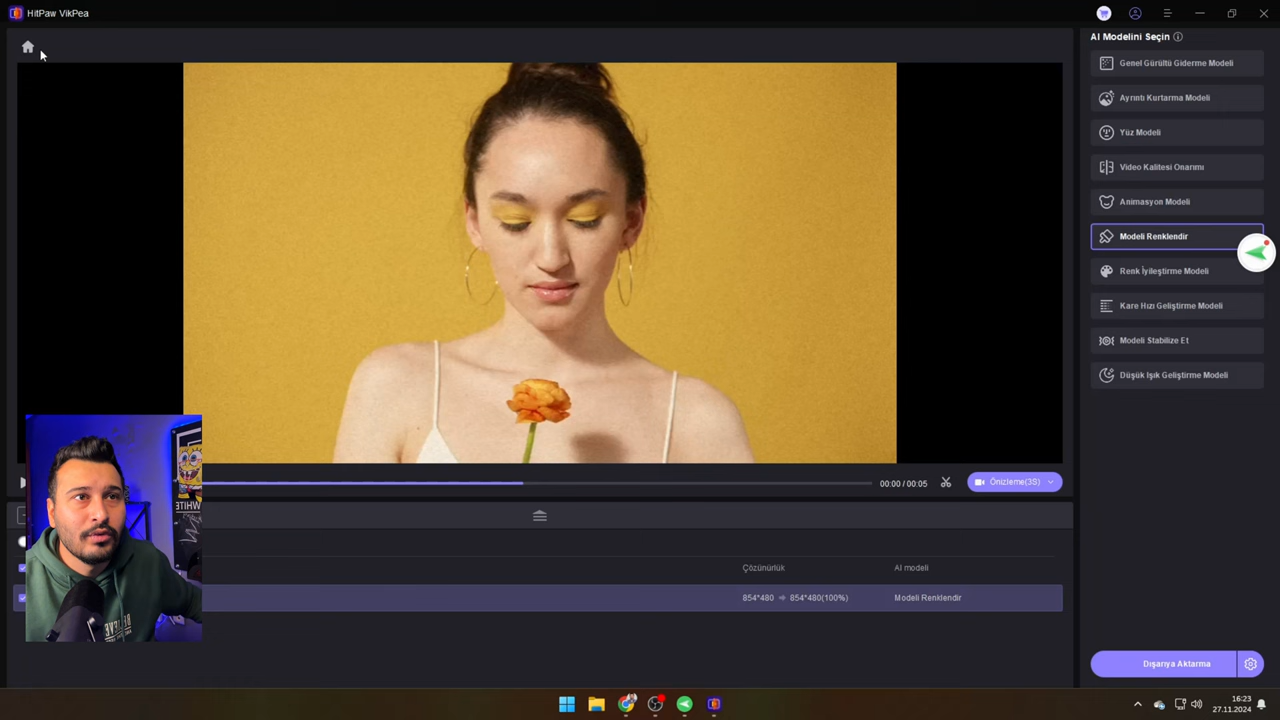 HitPaw VikPea
AI Modelini Seçin
Genel Gürültü Giderme Modeli
Ayrıntı Kurtarma Modeli
Yüz Modeli
Video Kalitesi Onarımı
Animasyon Modeli
Modeli Renklendir
Renk İyileştirme Modeli
Kare Hızı Geliştirme Modeli
Modeli Stabilize Et
Düşük Işık Geliştirme Modeli
00:00 / 00:05
Önizleme(3S)
Çözünürlük
AI modeli
854*480 ➾ 854*480(100%)
Modeli Renklendir
Dışarıya Aktarma
WHITE
16:23
27.11.2024